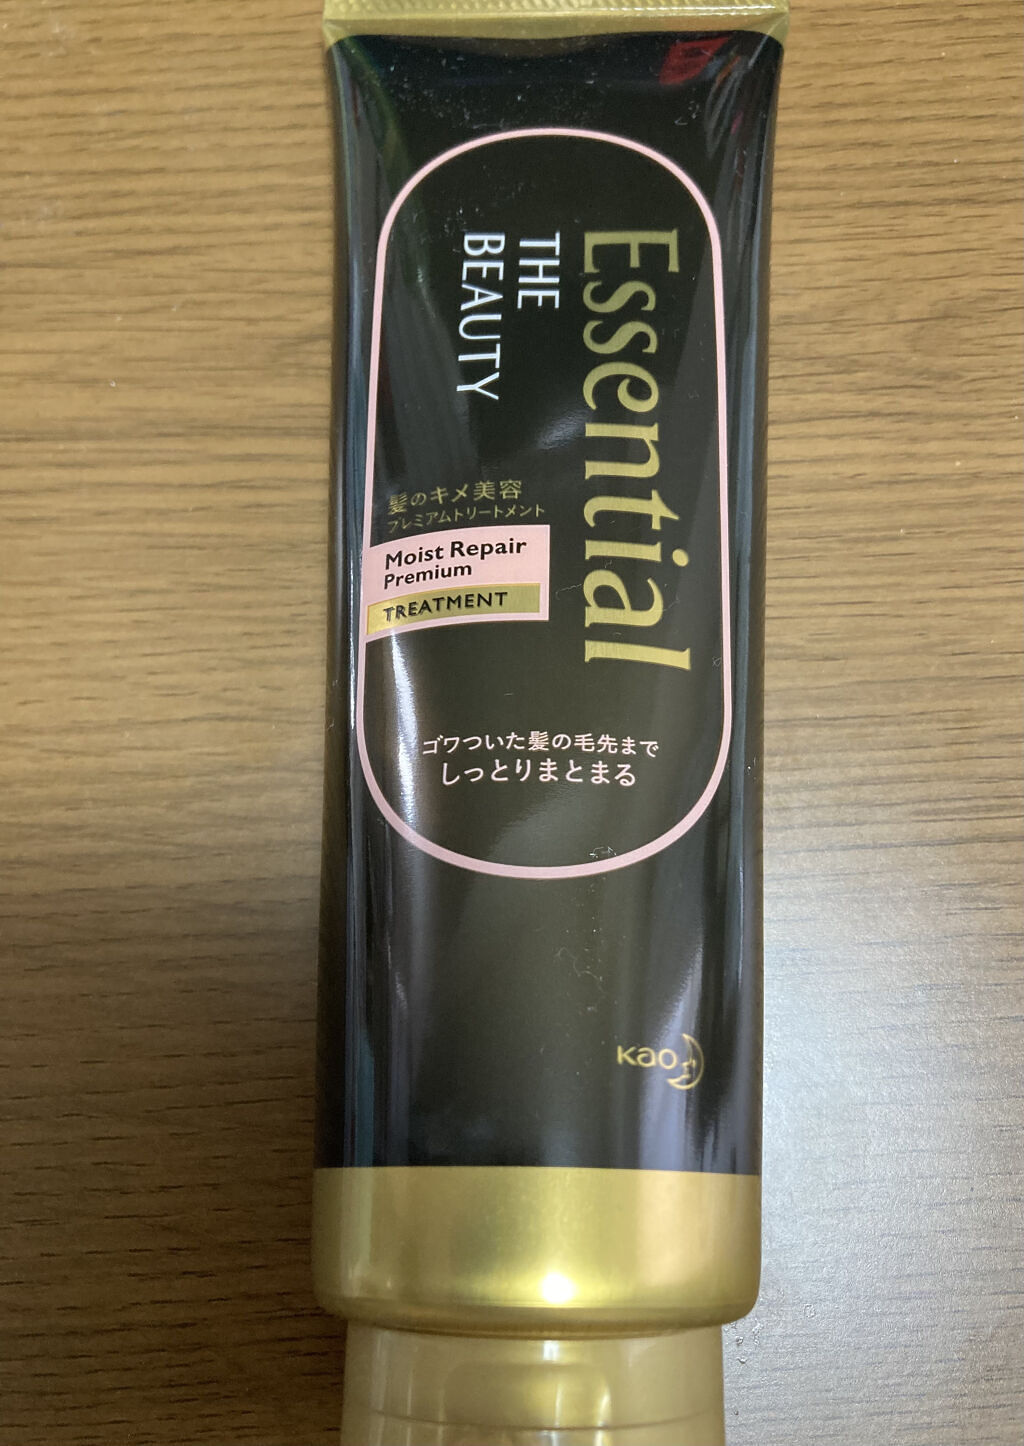 Essential
THE
BEAUTY
髪のキメ美容
プレミアムトリートメント
Moist Repair
Premium
TREATMENT
ゴワついた髪の毛先まで
しっとりまとまる
Kao